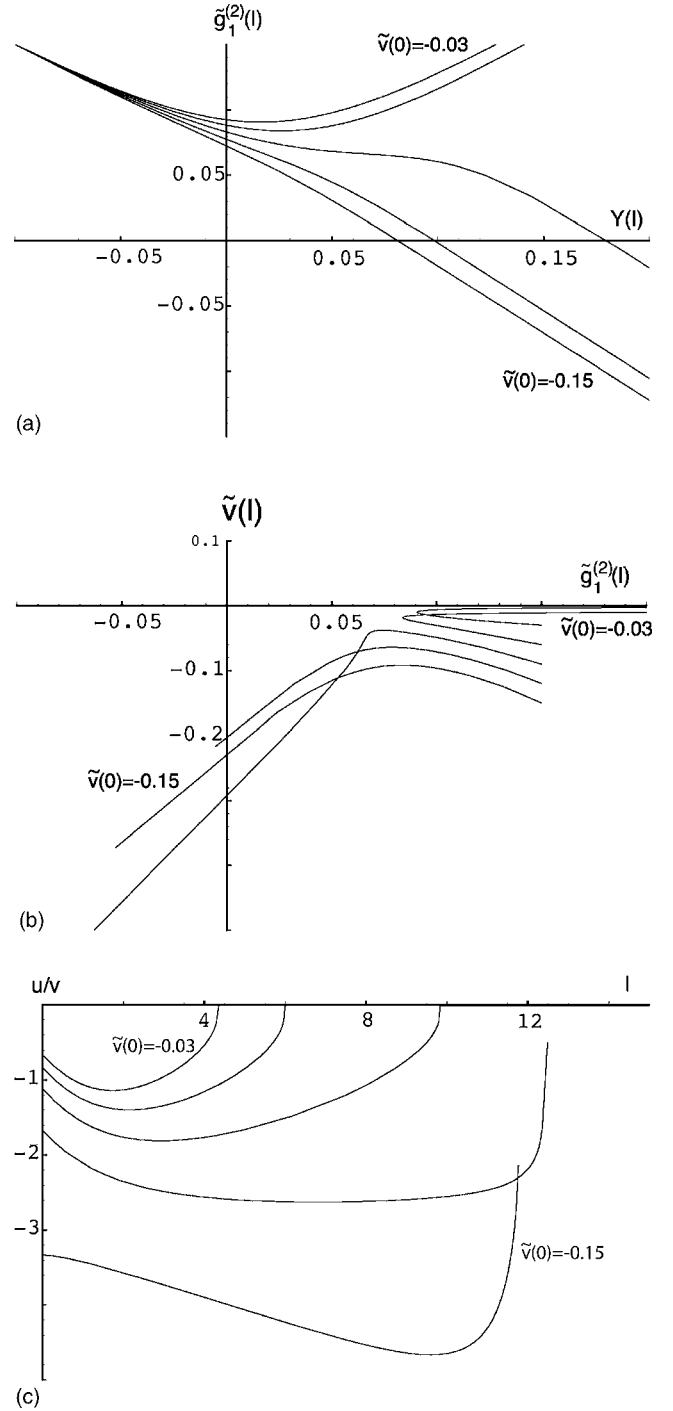 g̃₁⁽²⁾(l)
ṽ(0)=-0.03
0.05
Y(l)
-0.05 0.05 0.15
-0.05
ṽ(0)=-0.15
(a)
ṽ(l)
0.1
g̃₁⁽²⁾(l)
-0.05 0.05
ṽ(0)=-0.03
-0.1
-0.2
ṽ(0)=-0.15
(b)
u/v l
4 8 12
ṽ(0)=-0.03
-1
-2
-3
ṽ(0)=-0.15
(c)